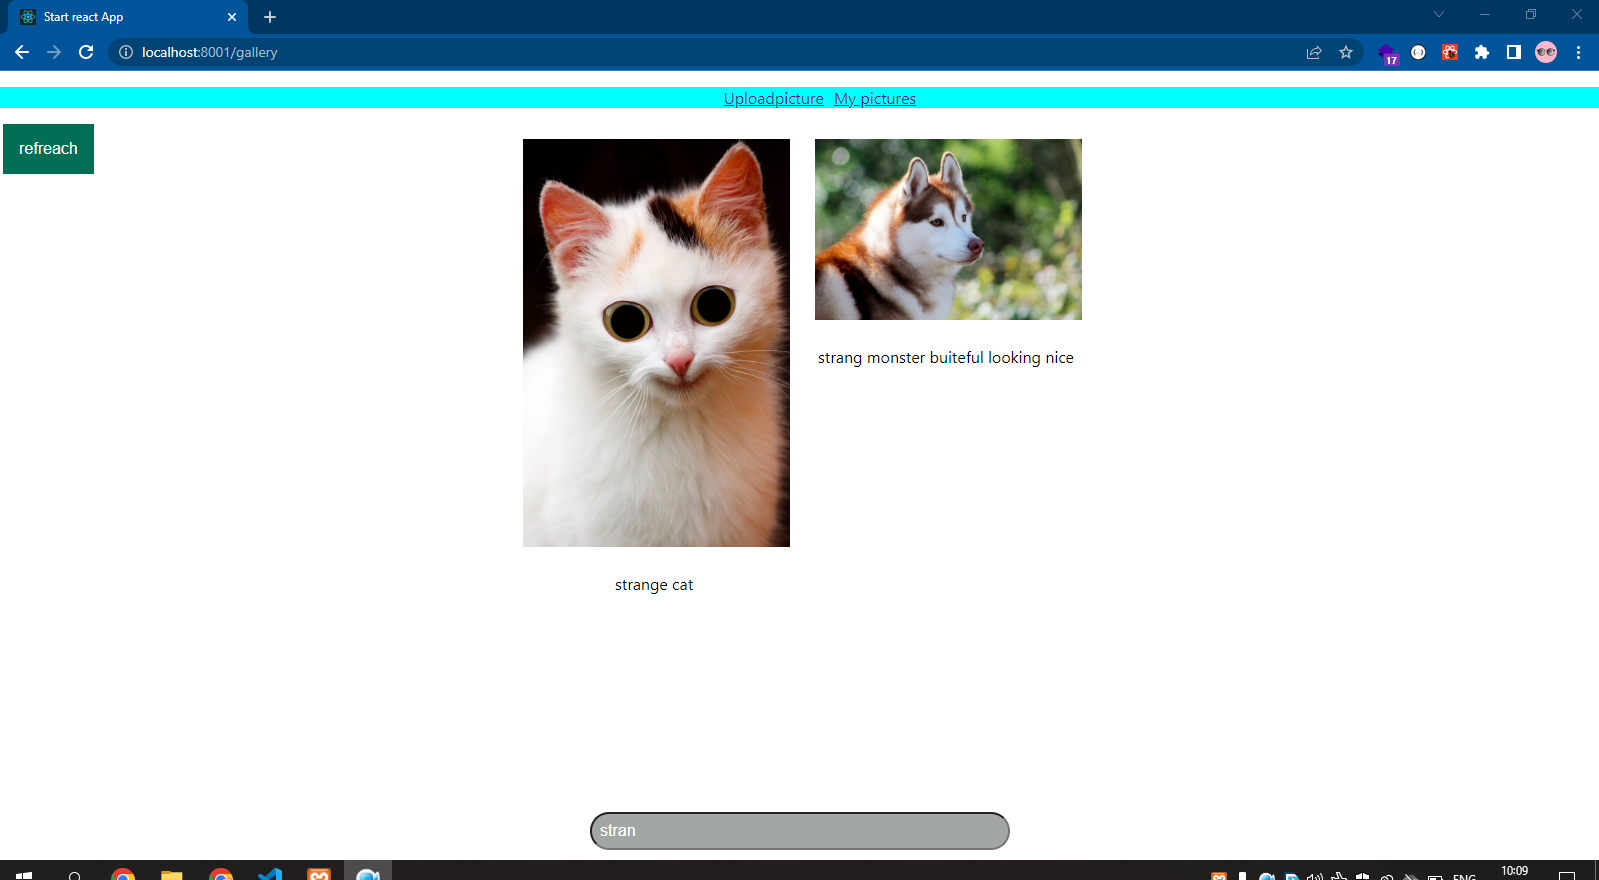 Start react App
localhost:8001/gallery
17
Uploadpicture My pictures
refreach
strang monster buiteful looking nice
strange cat
stran
10:09
ENG